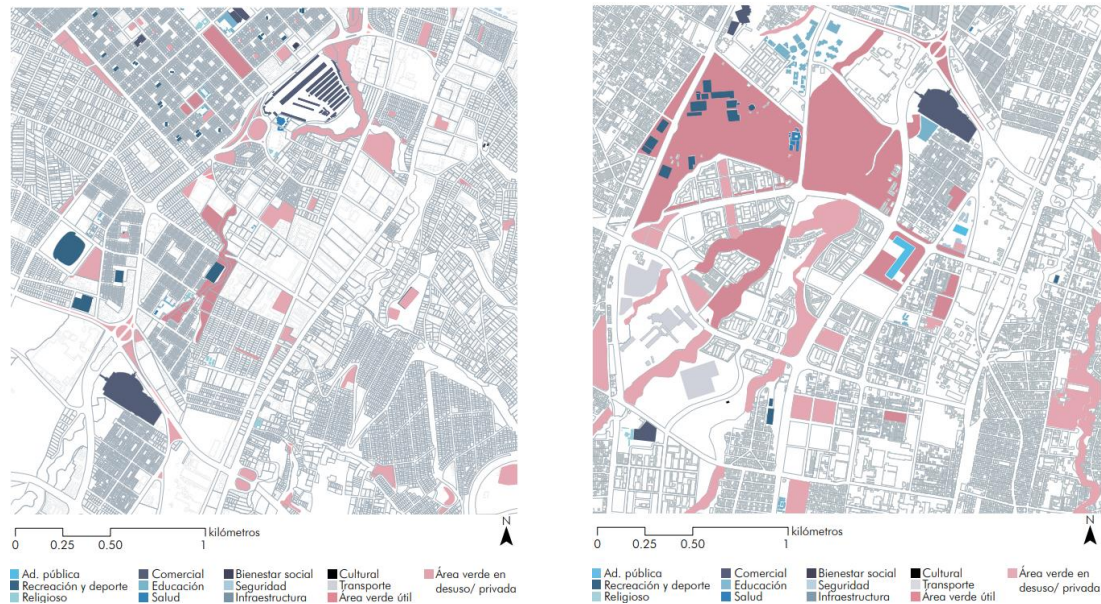 kilómetros
N
0 0.25 0.50 1
Ad. pública Comercial Bienestar social Cultural Área verde en
Recreación y deporte Educación Seguridad Transporte desuso/ privada
Religioso Salud Infraestructura Área verde útil
kilómetros
N
0 0.25 0.50 1
Ad. pública Comercial Bienestar social Cultural Área verde en
Recreación y deporte Educación Seguridad Transporte desuso/ privada
Religioso Salud Infraestructura Área verde útil